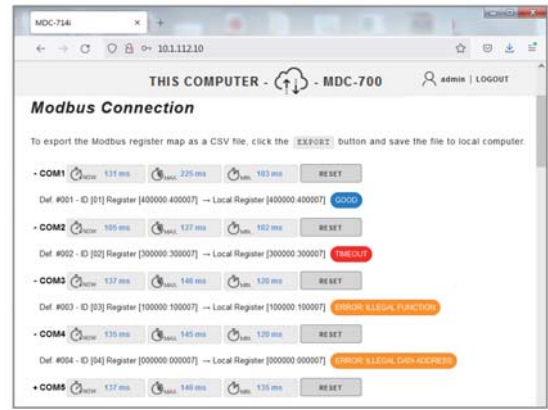 MDC-714i × +
10.1.112.10
THIS COMPUTER - - MDC-700 admin | LOGOUT
Modbus Connection
To export the Modbus register map as a CSV file, click the EXPORT button and save the file to local computer.
- COM1 NOW 131 ms MAX. 225 ms MIN. 103 ms RESET
Def. #001 - ID [01] Register [400000:400007] → Local Register [400000:400007] GOOD
- COM2 NOW 105 ms MAX. 127 ms MIN. 102 ms RESET
Def. #002 - ID [02] Register [300000:300007] → Local Register [300000:300007] TIMEOUT
- COM3 NOW 137 ms MAX. 146 ms MIN. 120 ms RESET
Def. #003 - ID [03] Register [100000:100007] → Local Register [100000:100007] ERROR: ILLEGAL FUNCTION
- COM4 NOW 135 ms MAX. 145 ms MIN. 120 ms RESET
Def. #004 - ID [04] Register [000000:000007] → Local Register [000000:000007] ERROR: ILLEGAL DATA ADDRESS
+ COM5 NOW 137 ms MAX. 140 ms MIN. 135 ms RESET